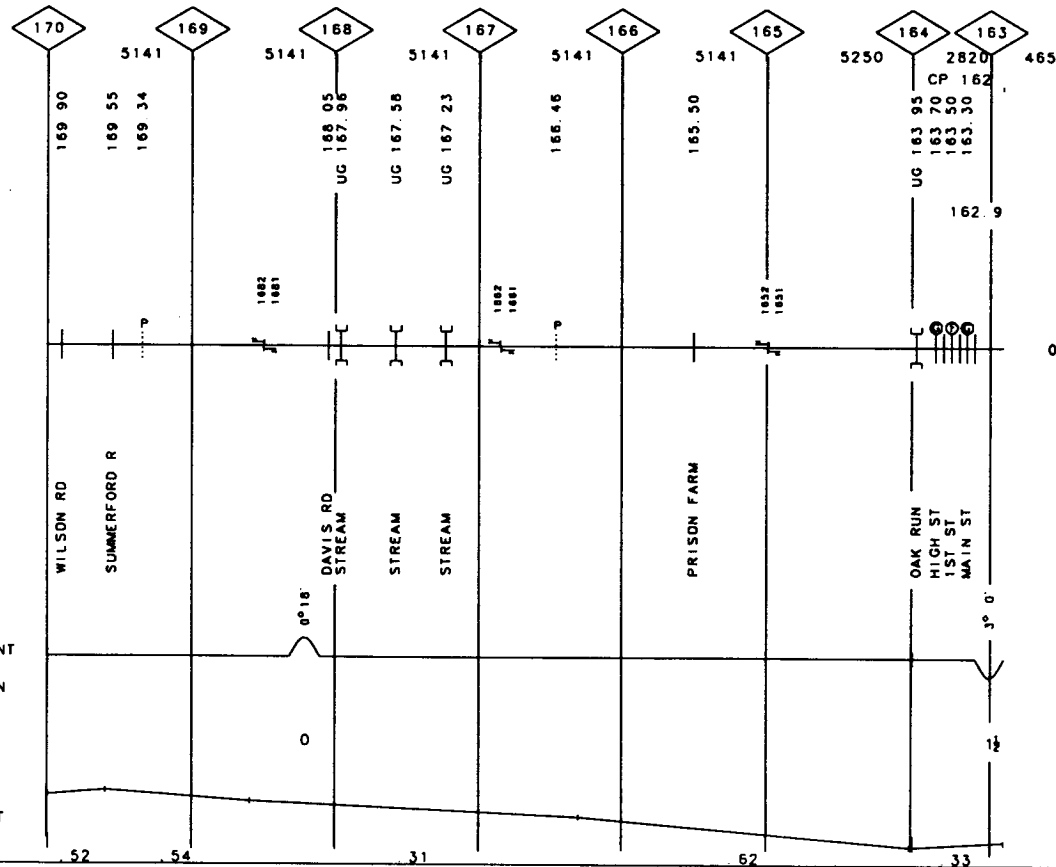 170 169 168 167 166 165 164 163
5141 5141 5141 5141 5141 5250 2820 465
CP 162
169 90
169 55
169.34
168 05
UG 167.96
UG 167.58
UG 167 23
166.46
165.50
UG 163 95
163 70
163 50
163.30
162.9
1682
1681
1662
1661
1652
1651
P
P
G
G
0
WILSON RD
SUMMERFORD R
DAVIS RD
STREAM
STREAM
STREAM
PRISON FARM
OAK RUN
HIGH ST
1ST ST
MAIN ST
0°18'
3° 0'
NT
N
0
1½
T
.52 .54 .31 .62 .33